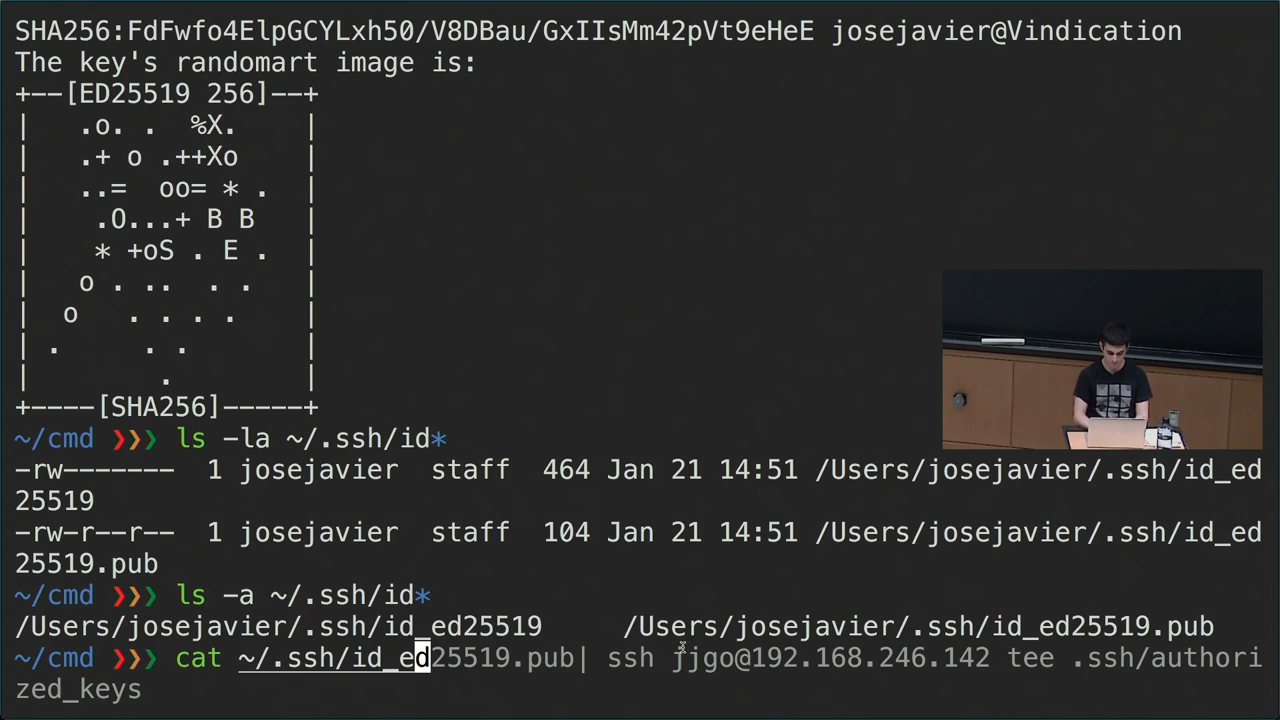 SHA256:FdFwfo4ElpGCYLxh50/V8DBau/GxIIsMm42pVt9eHeE josejavier@Vindication
The key's randomart image is:
+--[ED25519 256]--+
|    .o. .  %X.   |
|    .+ o .++Xo   |
|    ..=  oo= * . |
|     .O...+ B B  |
|     * +oS . E . |
|    o . ..  . .  |
|   o   . . . .   |
|  .     . .      |
|         .       |
+----[SHA256]-----+
~/cmd ❯❯❯ ls -la ~/.ssh/id*
-rw-------  1 josejavier  staff  464 Jan 21 14:51 /Users/josejavier/.ssh/id_ed
25519
-rw-r--r--  1 josejavier  staff  104 Jan 21 14:51 /Users/josejavier/.ssh/id_ed
25519.pub
~/cmd ❯❯❯ ls -a ~/.ssh/id*
/Users/josejavier/.ssh/id_ed25519     /Users/josejavier/.ssh/id_ed25519.pub
~/cmd ❯❯❯ cat ~/.ssh/id_ed25519.pub| ssh jjgo@192.168.246.142 tee .ssh/authori
zed_keys